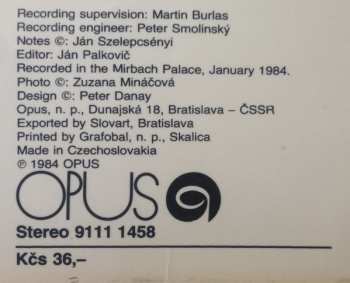 Recording supervision: Martin Burlas
Recording engineer: Peter Smolinský
Notes ©: Ján Szelepcsényi
Editor: Ján Palkovič
Recorded in the Mirbach Palace, January 1984.
Photo ©: Zuzana Mináčová
Design ©: Peter Danay
Opus, n. p., Dunajská 18, Bratislava – ČSSR
Exported by Slovart, Bratislava
Printed by Grafobal, n. p., Skalica
Made in Czechoslovakia
℗ 1984 OPUS
OPUS
Stereo 9111 1458
Kčs 36,–